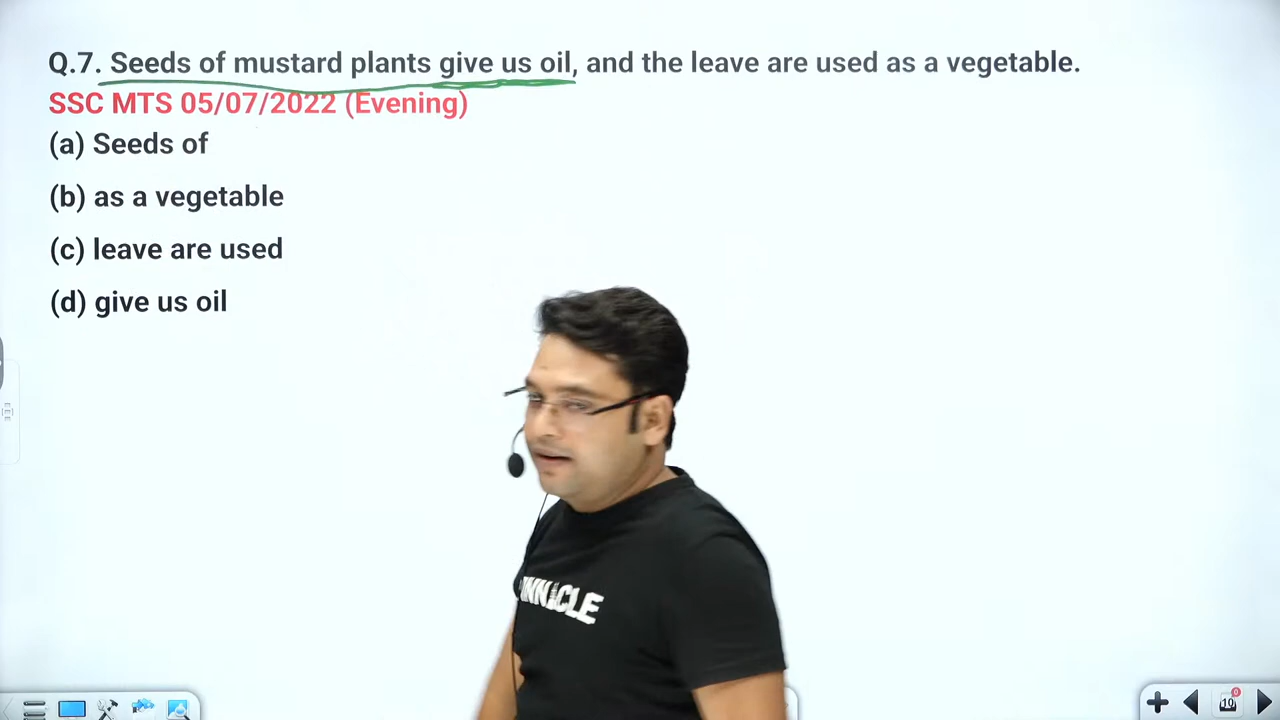 Q.7. Seeds of mustard plants give us oil, and the leave are used as a vegetable.
SSC MTS 05/07/2022 (Evening)
(a) Seeds of
(b) as a vegetable
(c) leave are used
(d) give us oil
INNACLE
10